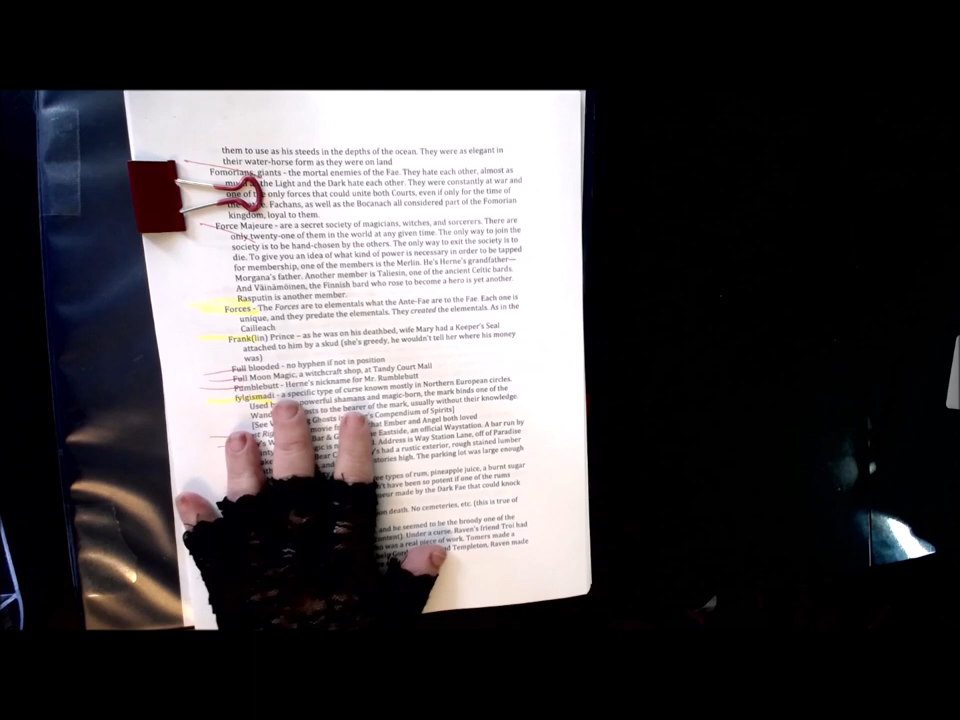 them to use as his steeds in the depths of the ocean. They were as elegant in
their water-horse form as they were on land
Fomorians, giants - the mortal enemies of the Fae. They hate each other, almost as
the Light and the Dark hate each other. They were constantly at war and
one of the only forces that could unite both Courts, even if only for the time of
Fachans, as well as the Bocanach all considered part of the Fomorian
kingdom, loyal to them.
Force Majeure - are a secret society of magicians, witches, and sorcerers. There are
only twenty-one of them in the world at any given time. The only way to join the
society is to be hand-chosen by the others. The only way to exit the society is to
die. To give you an idea of what kind of power is necessary in order to be tapped
for membership, one of the members is the Merlin. He's Herne's grandfather—
Morgana's father. Another member is Taliesin, one of the ancient Celtic bards.
And Väinämöinen, the Finnish bard who rose to become a hero is yet another.
Rasputin is another member.
Forces - The Forces are to elementals what the Ante-Fae are to the Fae. Each one is
unique, and they predate the elementals. They created the elementals. As in the
Cailleach
Frank(lin) Prince – as he was on his deathbed, wife Mary had a Keeper's Seal
attached to him by a skud (she's greedy, he wouldn't tell her where his money
was)
Full blooded - no hyphen if not in position
Full Moon Magic, a witchcraft shop, at Tandy Court Mall
Fumblebutt - Herne's nickname for Mr. Rumblebutt
fylgismadi - a specific type of curse known mostly in Northern European circles.
Used powerful shamans and magic-born, the mark binds one of the
to the bearer of the mark, usually without their knowledge.
[See Ghosts Compendium of Spirits]
movie that Ember and Angel both loved
Bar & Eastside, an official Waystation. A bar run by
Address is Way Station Lane, off of Paradise
had a rustic exterior, rough stained lumber
stories high. The parking lot was large enough
types of rum, pineapple juice, a burnt sugar
have been so potent if one of the rums
made by the Dark Fae that could knock
death. No cemeteries, etc. (this is true of
and he seemed to be the broody one of the
Under a curse. Raven's friend Trui had
was a real piece of work. Tomers made a
Templeton, Raven made